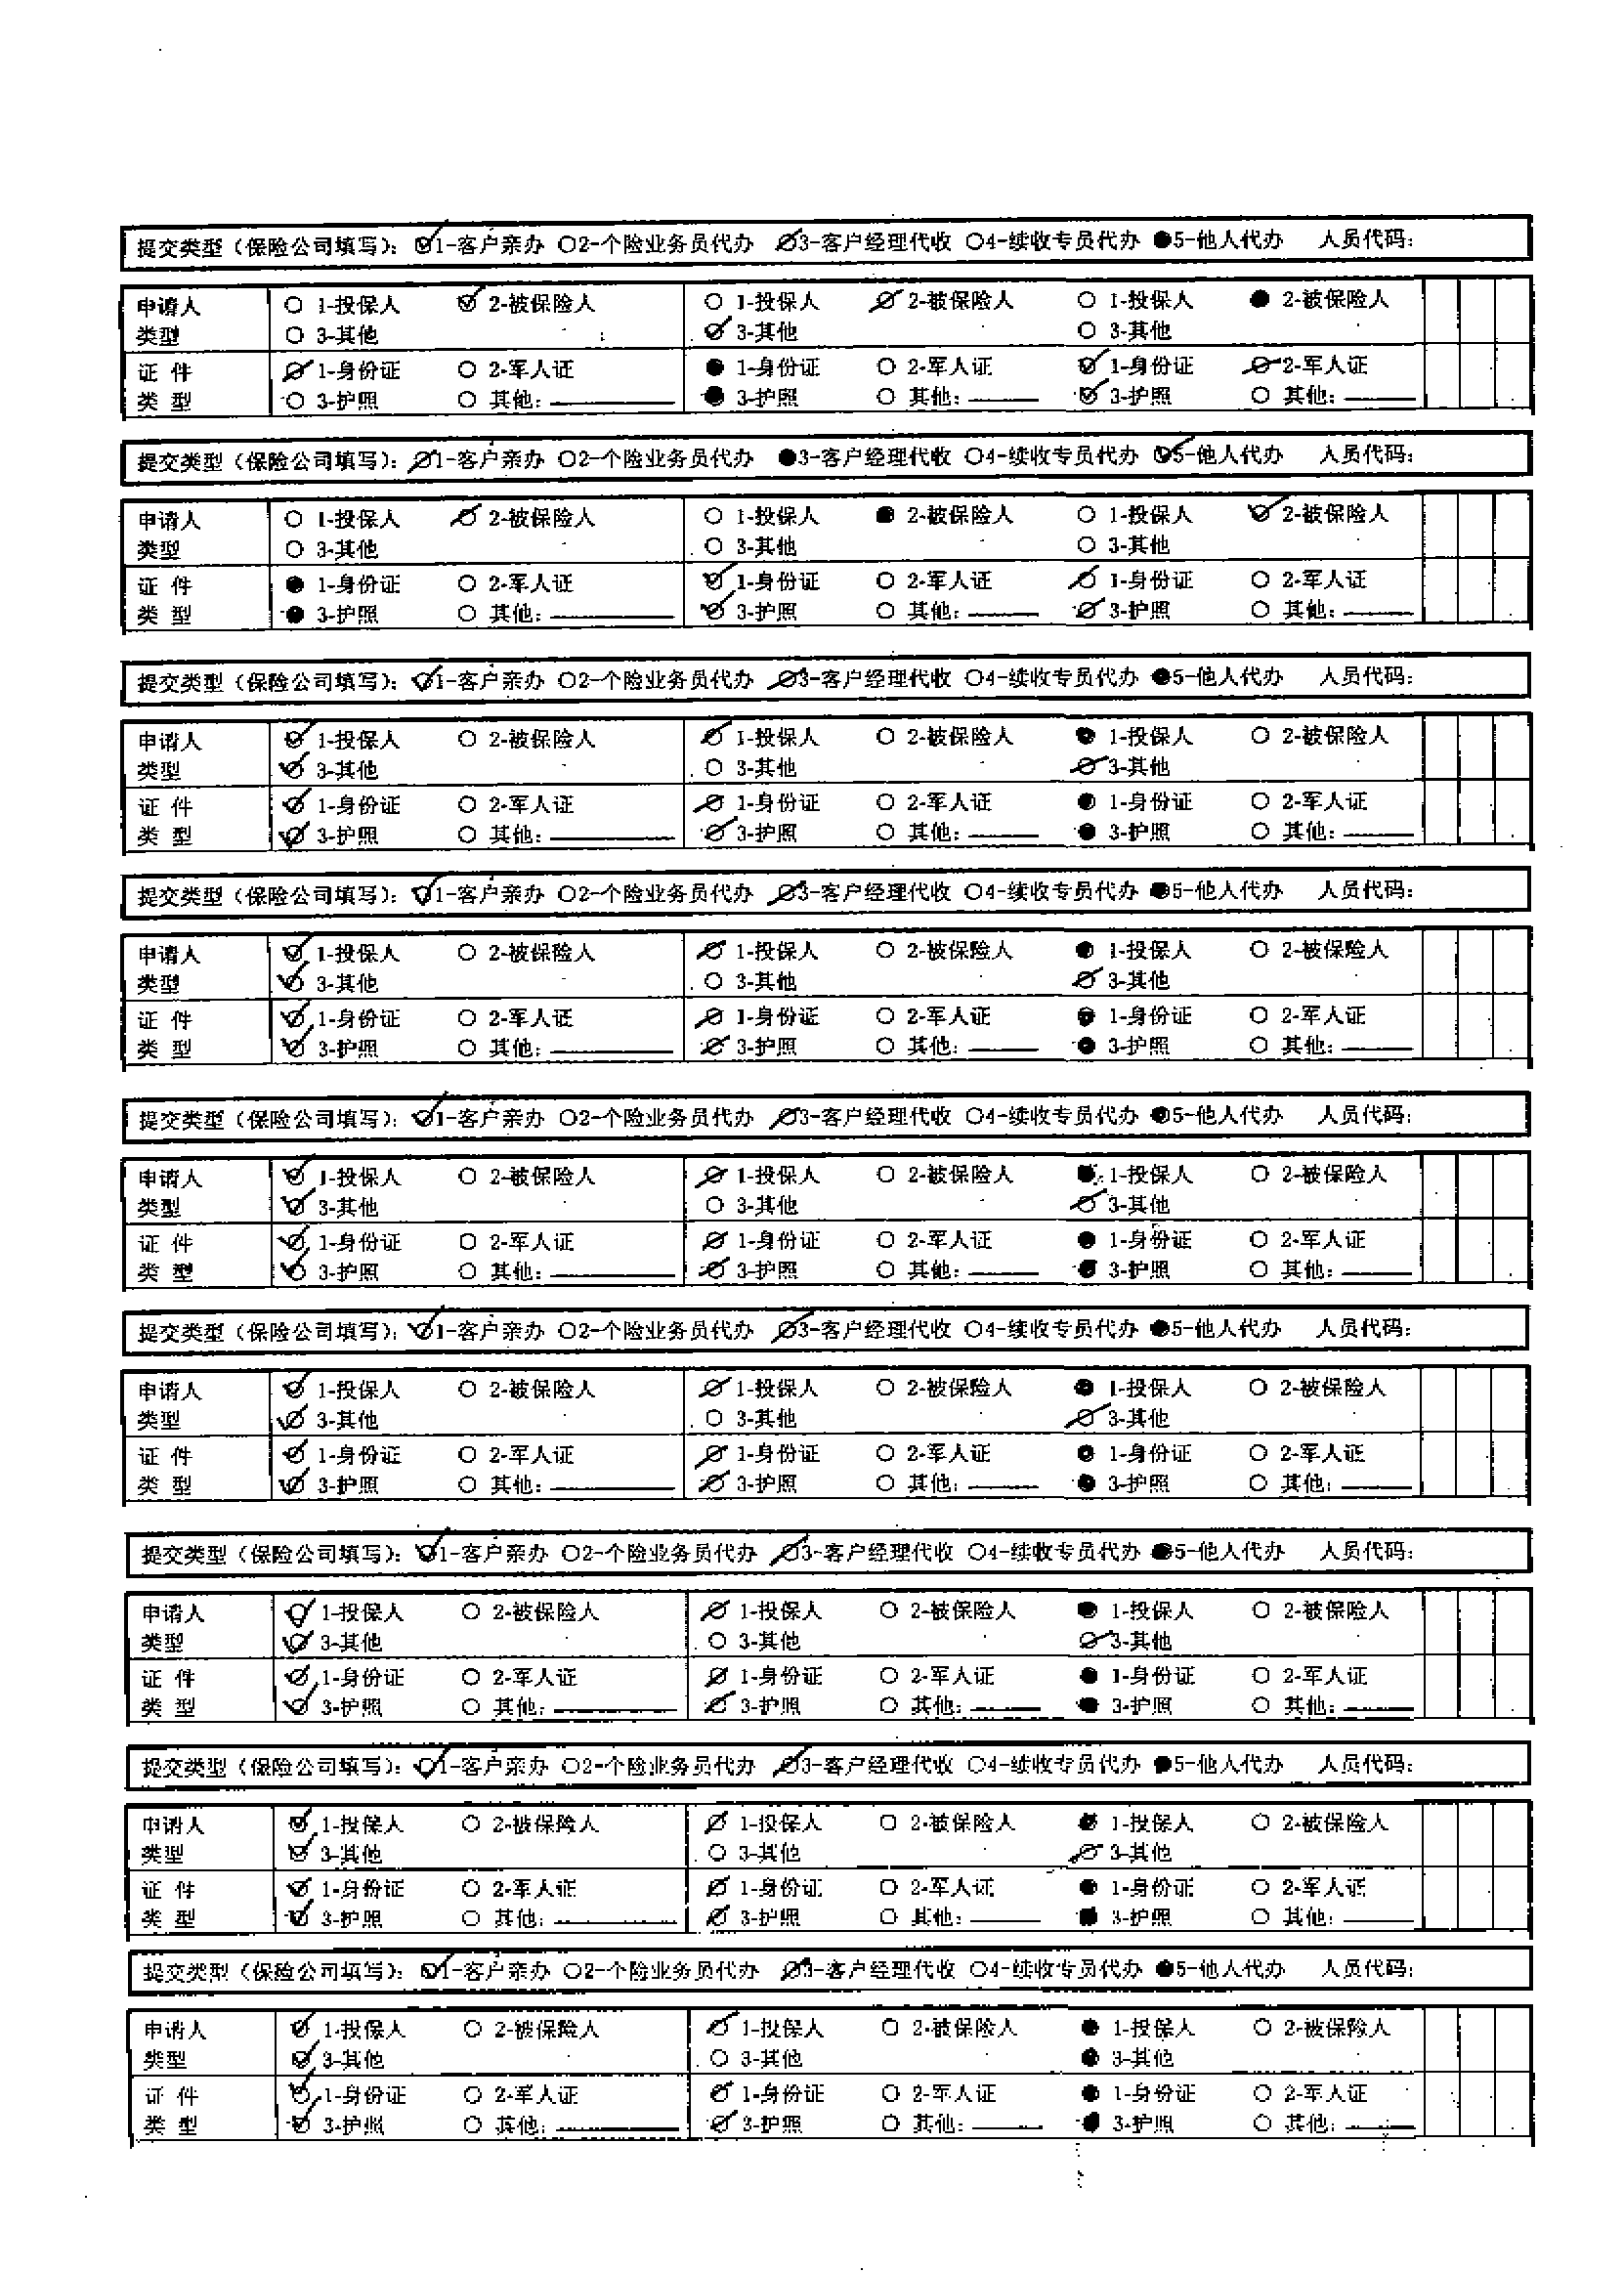 提交类型（保险公司填写）：○1-客户亲办 ○2-个险业务员代办 ○3-客户经理代收 ○4-续收专员代办 ●5-他人代办 人员代码：
申请人 ○ 1-投保人 ○ 2-被保险人 ○ 1-投保人 ○ 2-被保险人 ○ 1-投保人 ● 2-被保险人
类型 ○ 3-其他 ○ 3-其他 ○ 3-其他
证 件 ○ 1-身份证 ○ 2-军人证 ● 1-身份证 ○ 2-军人证 ○ 1-身份证 ○ 2-军人证
类 型 ○ 3-护照 ○ 其他：______ ● 3-护照 ○ 其他：______ ○ 3-护照 ○ 其他：______
提交类型（保险公司填写）：○1-客户亲办 ○2-个险业务员代办 ●3-客户经理代收 ○4-续收专员代办 ○5-他人代办 人员代码：
申请人 ○ 1-投保人 ○ 2-被保险人 ○ 1-投保人 ● 2-被保险人 ○ 1-投保人 ○ 2-被保险人
类型 ○ 3-其他 ○ 3-其他 ○ 3-其他
证 件 ● 1-身份证 ○ 2-军人证 ○ 1-身份证 ○ 2-军人证 ○ 1-身份证 ○ 2-军人证
类 型 ● 3-护照 ○ 其他：______ ○ 3-护照 ○ 其他：______ ○ 3-护照 ○ 其他：______
提交类型（保险公司填写）：○1-客户亲办 ○2-个险业务员代办 ○3-客户经理代收 ○4-续收专员代办 ●5-他人代办 人员代码：
申请人 ○ 1-投保人 ○ 2-被保险人 ○ 1-投保人 ○ 2-被保险人 ● 1-投保人 ○ 2-被保险人
类型 ○ 3-其他 ○ 3-其他 ○ 3-其他
证 件 ○ 1-身份证 ○ 2-军人证 ○ 1-身份证 ○ 2-军人证 ● 1-身份证 ○ 2-军人证
类 型 ○ 3-护照 ○ 其他：______ ○ 3-护照 ○ 其他：______ ● 3-护照 ○ 其他：______
提交类型（保险公司填写）：○1-客户亲办 ○2-个险业务员代办 ○3-客户经理代收 ○4-续收专员代办 ●5-他人代办 人员代码：
申请人 ○ 1-投保人 ○ 2-被保险人 ○ 1-投保人 ○ 2-被保险人 ● 1-投保人 ○ 2-被保险人
类型 ○ 3-其他 ○ 3-其他 ○ 3-其他
证 件 ○ 1-身份证 ○ 2-军人证 ○ 1-身份证 ○ 2-军人证 ● 1-身份证 ○ 2-军人证
类 型 ○ 3-护照 ○ 其他：______ ○ 3-护照 ○ 其他：______ ● 3-护照 ○ 其他：______
提交类型（保险公司填写）：○1-客户亲办 ○2-个险业务员代办 ○3-客户经理代收 ○4-续收专员代办 ●5-他人代办 人员代码：
申请人 ○ 1-投保人 ○ 2-被保险人 ○ 1-投保人 ○ 2-被保险人 ● 1-投保人 ○ 2-被保险人
类型 ○ 3-其他 ○ 3-其他 ○ 3-其他
证 件 ○ 1-身份证 ○ 2-军人证 ○ 1-身份证 ○ 2-军人证 ● 1-身份证 ○ 2-军人证
类 型 ○ 3-护照 ○ 其他：______ ○ 3-护照 ○ 其他：______ ● 3-护照 ○ 其他：______
提交类型（保险公司填写）：○1-客户亲办 ○2-个险业务员代办 ○3-客户经理代收 ○4-续收专员代办 ●5-他人代办 人员代码：
申请人 ○ 1-投保人 ○ 2-被保险人 ○ 1-投保人 ○ 2-被保险人 ● 1-投保人 ○ 2-被保险人
类型 ○ 3-其他 ○ 3-其他 ○ 3-其他
证 件 ○ 1-身份证 ○ 2-军人证 ○ 1-身份证 ○ 2-军人证 ● 1-身份证 ○ 2-军人证
类 型 ○ 3-护照 ○ 其他：______ ○ 3-护照 ○ 其他：______ ● 3-护照 ○ 其他：______
提交类型（保险公司填写）：○1-客户亲办 ○2-个险业务员代办 ○3-客户经理代收 ○4-续收专员代办 ●5-他人代办 人员代码：
申请人 ○ 1-投保人 ○ 2-被保险人 ○ 1-投保人 ○ 2-被保险人 ● 1-投保人 ○ 2-被保险人
类型 ○ 3-其他 ○ 3-其他 ○ 3-其他
证 件 ○ 1-身份证 ○ 2-军人证 ○ 1-身份证 ○ 2-军人证 ● 1-身份证 ○ 2-军人证
类 型 ○ 3-护照 ○ 其他：______ ○ 3-护照 ○ 其他：______ ● 3-护照 ○ 其他：______
提交类型（保险公司填写）：○1-客户亲办 ○2-个险业务员代办 ○3-客户经理代收 ○4-续收专员代办 ●5-他人代办 人员代码：
申请人 ○ 1-投保人 ○ 2-被保险人 ○ 1-投保人 ○ 2-被保险人 ● 1-投保人 ○ 2-被保险人
类型 ○ 3-其他 ○ 3-其他 ○ 3-其他
证 件 ○ 1-身份证 ○ 2-军人证 ○ 1-身份证 ○ 2-军人证 ● 1-身份证 ○ 2-军人证
类 型 ○ 3-护照 ○ 其他：______ ○ 3-护照 ○ 其他：______ ● 3-护照 ○ 其他：______
提交类型（保险公司填写）：○1-客户亲办 ○2-个险业务员代办 ○3-客户经理代收 ○4-续收专员代办 ●5-他人代办 人员代码：
申请人 ○ 1-投保人 ○ 2-被保险人 ○ 1-投保人 ○ 2-被保险人 ● 1-投保人 ○ 2-被保险人
类型 ○ 3-其他 ○ 3-其他 ● 3-其他
证 件 ○ 1-身份证 ○ 2-军人证 ○ 1-身份证 ○ 2-军人证 ● 1-身份证 ○ 2-军人证
类 型 ○ 3-护照 ○ 其他：______ ○ 3-护照 ○ 其他：______ ● 3-护照 ○ 其他：______